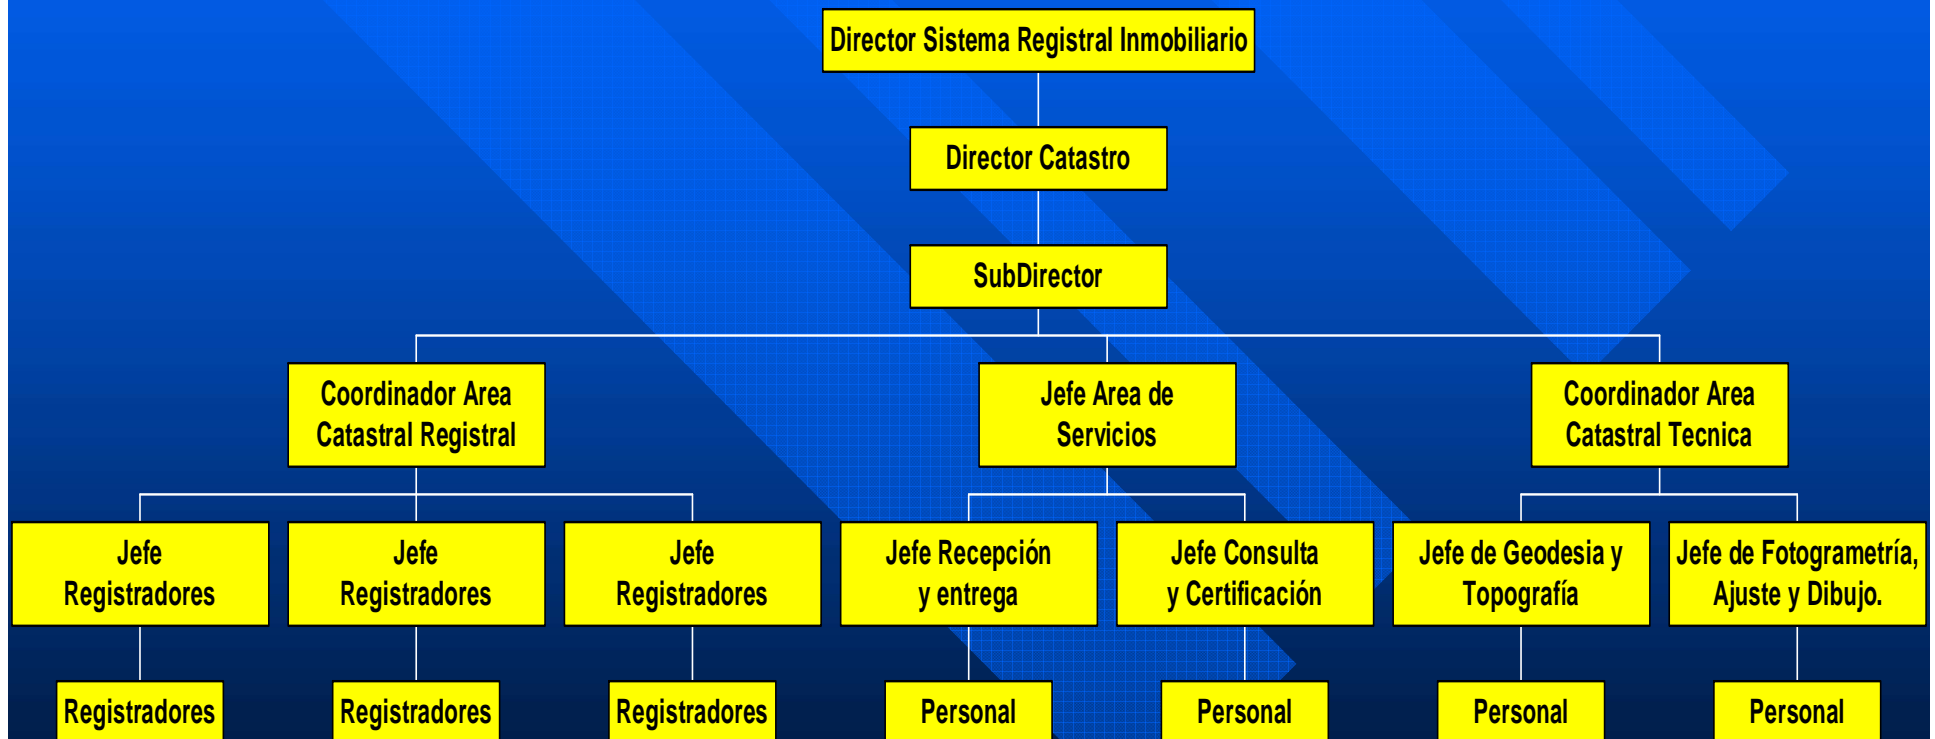 Director Sistema Registral Inmobiliario
Director Catastro
SubDirector
Coordinador Area
Catastral Registral
Jefe Area de
Servicios
Coordinador Area
Catastral Tecnica
Jefe
Registradores
Jefe
Registradores
Jefe
Registradores
Jefe Recepción
y entrega
Jefe Consulta
y Certificación
Jefe de Geodesia y
Topografía
Jefe de Fotogrametría,
Ajuste y Dibujo.
Registradores
Registradores
Registradores
Personal
Personal
Personal
Personal